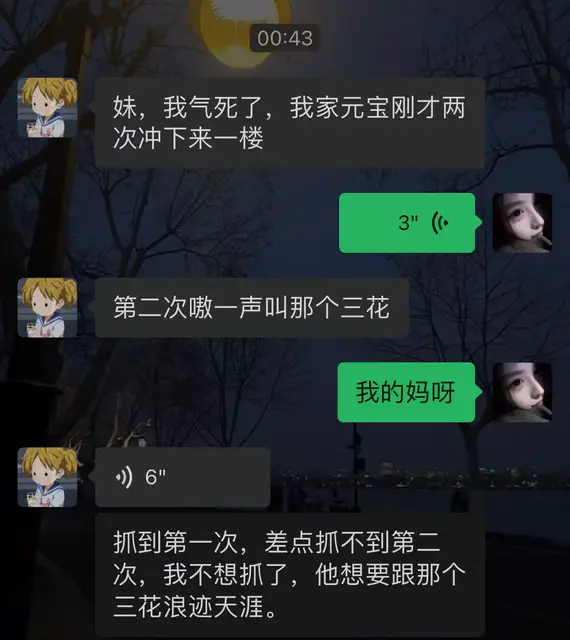 00:43
妹，我气死了，我家元宝刚才两
次冲下来一楼
3"
第二次嗷一声叫那个三花
我的妈呀
6"
抓到第一次，差点抓不到第二
次，我不想抓了，他想要跟那个
三花浪迹天涯。